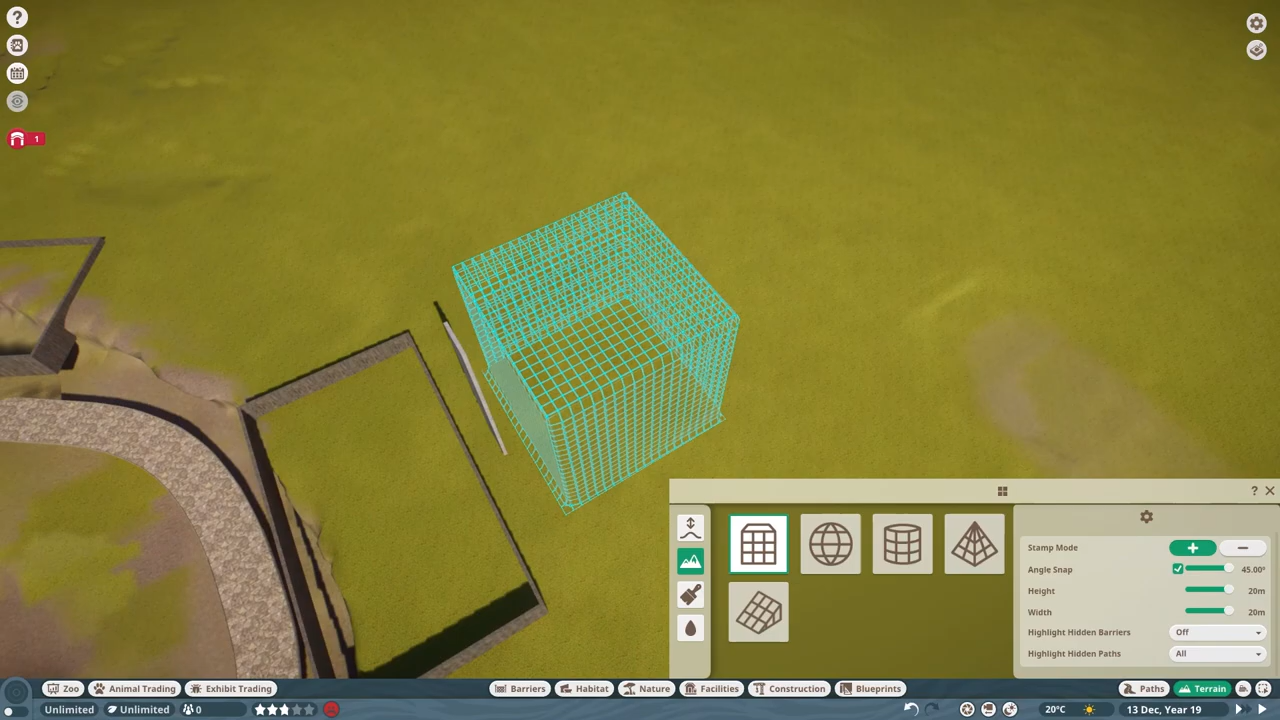 ?
1
? ×
Stamp Mode + −
Angle Snap 45.00º
Height 20m
Width 20m
Highlight Hidden Barriers Off
Highlight Hidden Paths All
Zoo Animal Trading Exhibit Trading Barriers Habitat Nature Facilities Construction Blueprints Paths Terrain
Unlimited Unlimited 0 20°C 13 Dec, Year 19